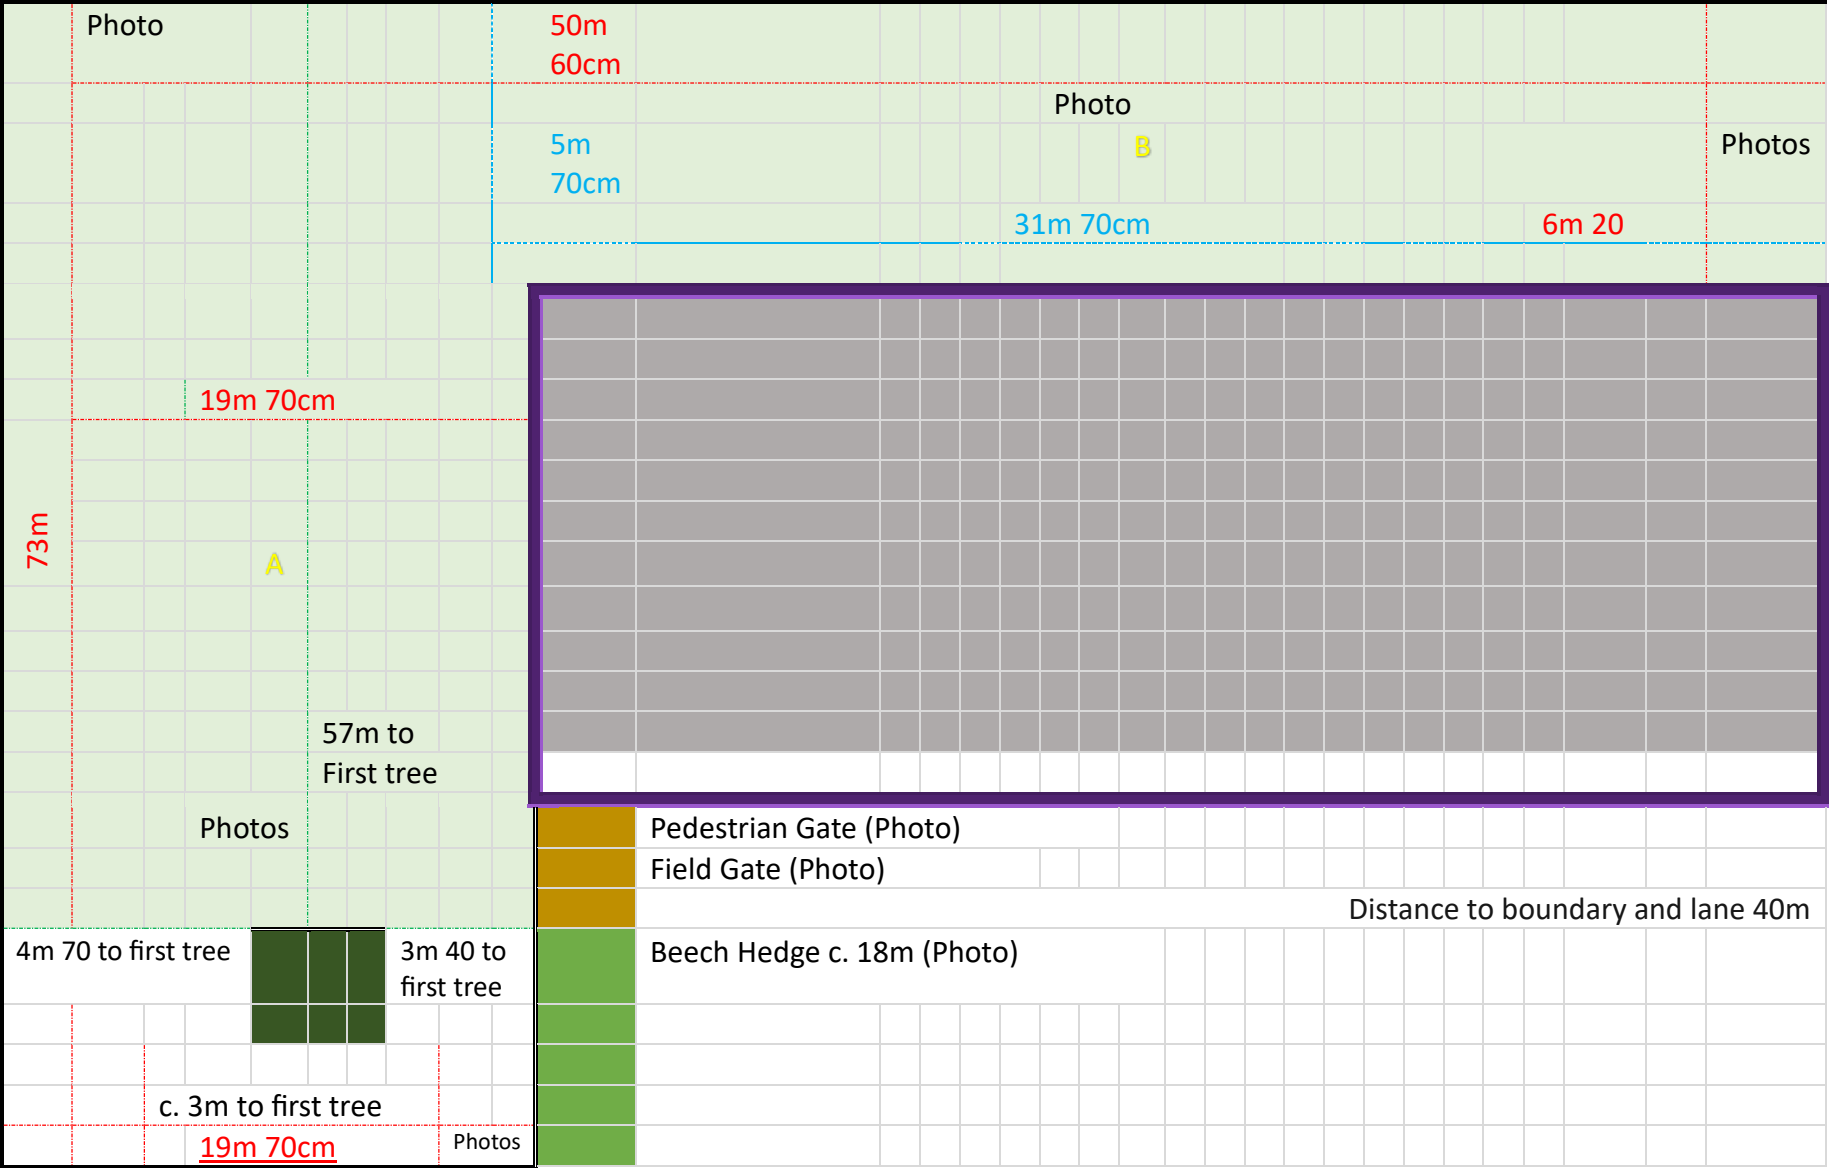 Photo
50m
60cm
Photo
5m
70cm
B
Photos
31m 70cm
6m 20
19m 70cm
73m
A
57m to
First tree
Photos
Pedestrian Gate (Photo)
Field Gate (Photo)
Distance to boundary and lane 40m
4m 70 to first tree
3m 40 to
first tree
Beech Hedge c. 18m (Photo)
c. 3m to first tree
19m 70cm
Photos